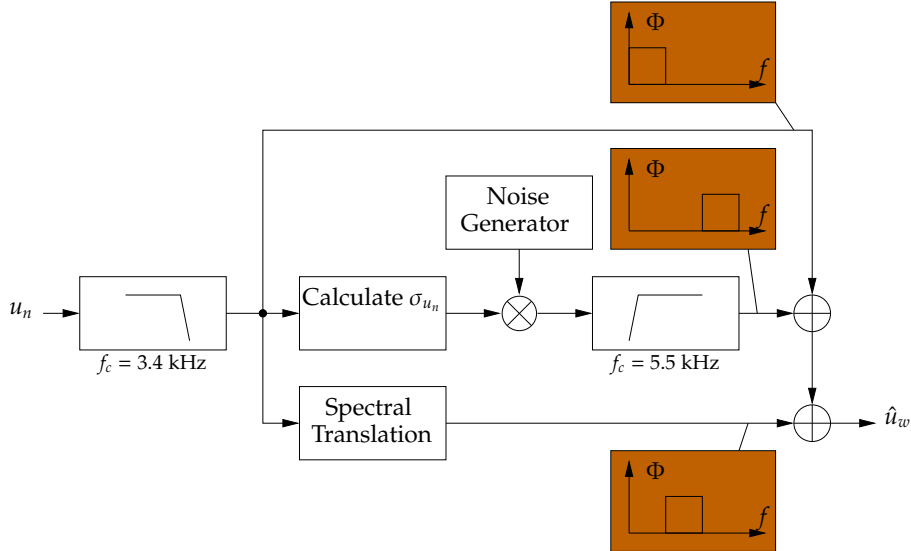 Φ
f
Φ
f
Noise
Generator
u_n
f_c = 3.4 kHz
Calculate σ_{u_n}
f_c = 5.5 kHz
Spectral
Translation
û_w
Φ
f